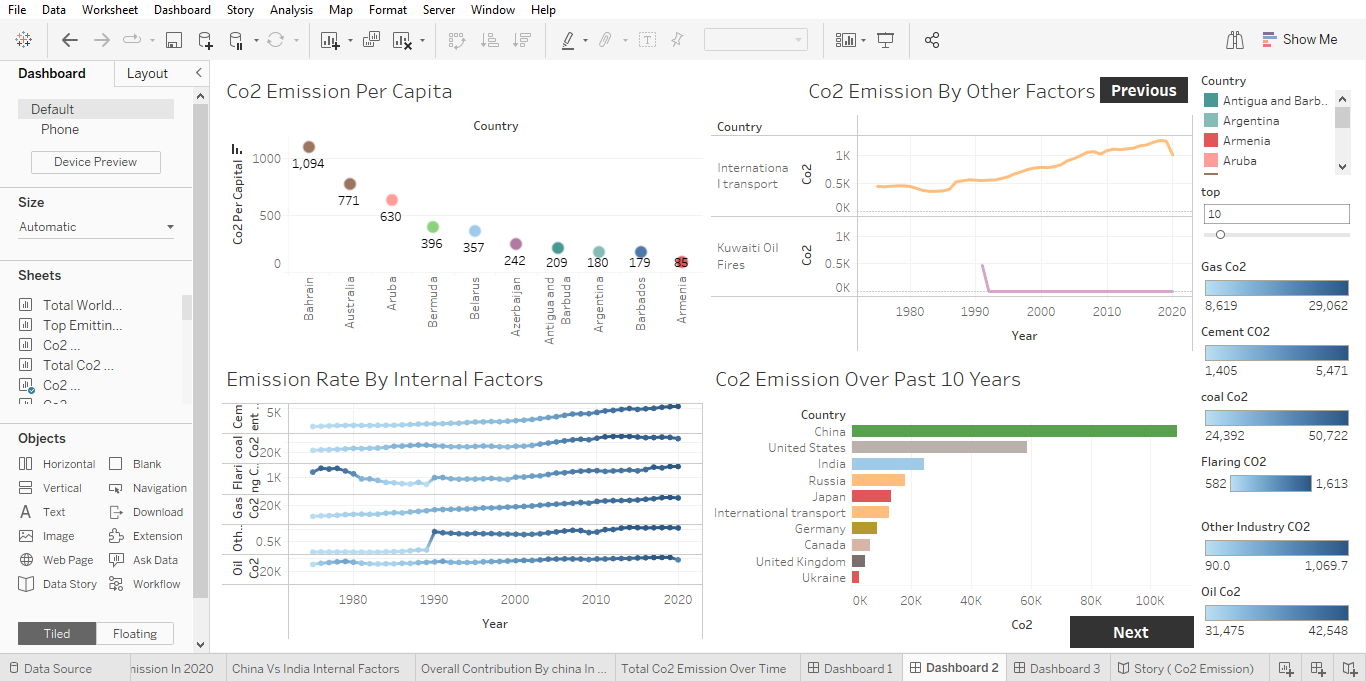 File Data Worksheet Dashboard Story Analysis Map Format Server Window Help
Show Me
Dashboard Layout
Default
Phone
Device Preview
Size
Automatic
Sheets
Total World...
Top Emittin...
Co2 ...
Total Co2 ...
Co2 ...
Objects
Horizontal Blank
Vertical Navigation
Text Download
Image Extension
Web Page Ask Data
Data Story Workflow
Tiled Floating
Co2 Emission Per Capita
Country
Co2 Per Capital
1000
500
0
1,094
771
630
396
357
242
209
180
179
85
Bahrain
Australia
Aruba
Bermuda
Belarus
Azerbaijan
Antigua and
Barbuda
Argentina
Barbados
Armenia
Co2 Emission By Other Factors
Previous
Country
Internationa
l transport
Co2
1K
0.5K
0K
Kuwaiti Oil
Fires
Co2
1K
0.5K
0K
1980 1990 2000 2010 2020
Year
Emission Rate By Internal Factors
Cem
ent ..
5K
coal
Co2
20K
Flari
ng C..
1K
Gas
Co2
20K
Oth..
0.5K
Oil
Co2
20K
1980 1990 2000 2010 2020
Year
Co2 Emission Over Past 10 Years
Country
China
United States
India
Russia
Japan
International transport
Germany
Canada
United Kingdom
Ukraine
0K 20K 40K 60K 80K 100K
Co2
Next
Country
Antigua and Barb..
Argentina
Armenia
Aruba
top
10
Gas Co2
8,619 29,062
Cement CO2
1,405 5,471
coal Co2
24,392 50,722
Flaring CO2
582 1,613
Other Industry CO2
90.0 1,069.7
Oil Co2
31,475 42,548
Data Source nission In 2020 China Vs India Internal Factors Overall Contribution By china In ... Total Co2 Emission Over Time Dashboard 1 Dashboard 2 Dashboard 3 Story ( Co2 Emission)